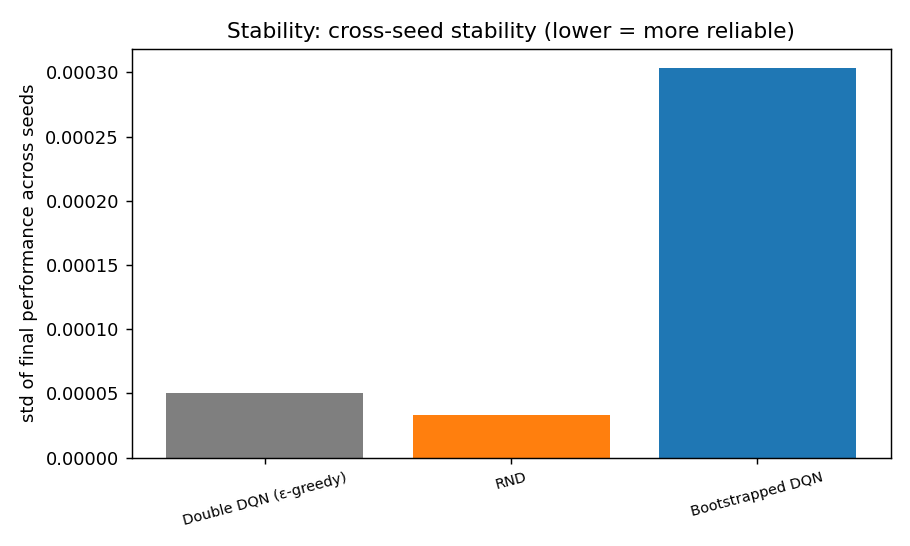 Stability: cross-seed stability (lower = more reliable)
std of final performance across seeds
0.00030
0.00025
0.00020
0.00015
0.00010
0.00005
0.00000
Double DQN (ε-greedy)
RND
Bootstrapped DQN